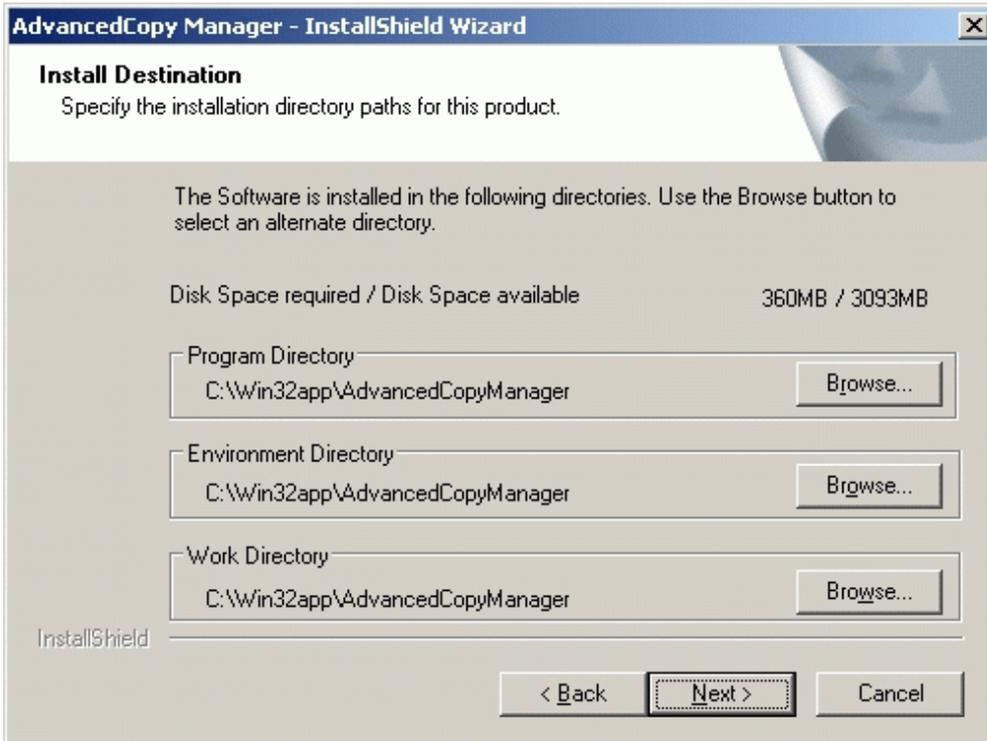 AdvancedCopy Manager - InstallShield Wizard
Install Destination
Specify the installation directory paths for this product.
The Software is installed in the following directories. Use the Browse button to
select an alternate directory.
Disk Space required / Disk Space available 360MB / 3093MB
Program Directory
C:\Win32app\AdvancedCopyManager Browse...
Environment Directory
C:\Win32app\AdvancedCopyManager Browse...
Work Directory
C:\Win32app\AdvancedCopyManager Browse...
InstallShield
< Back Next > Cancel